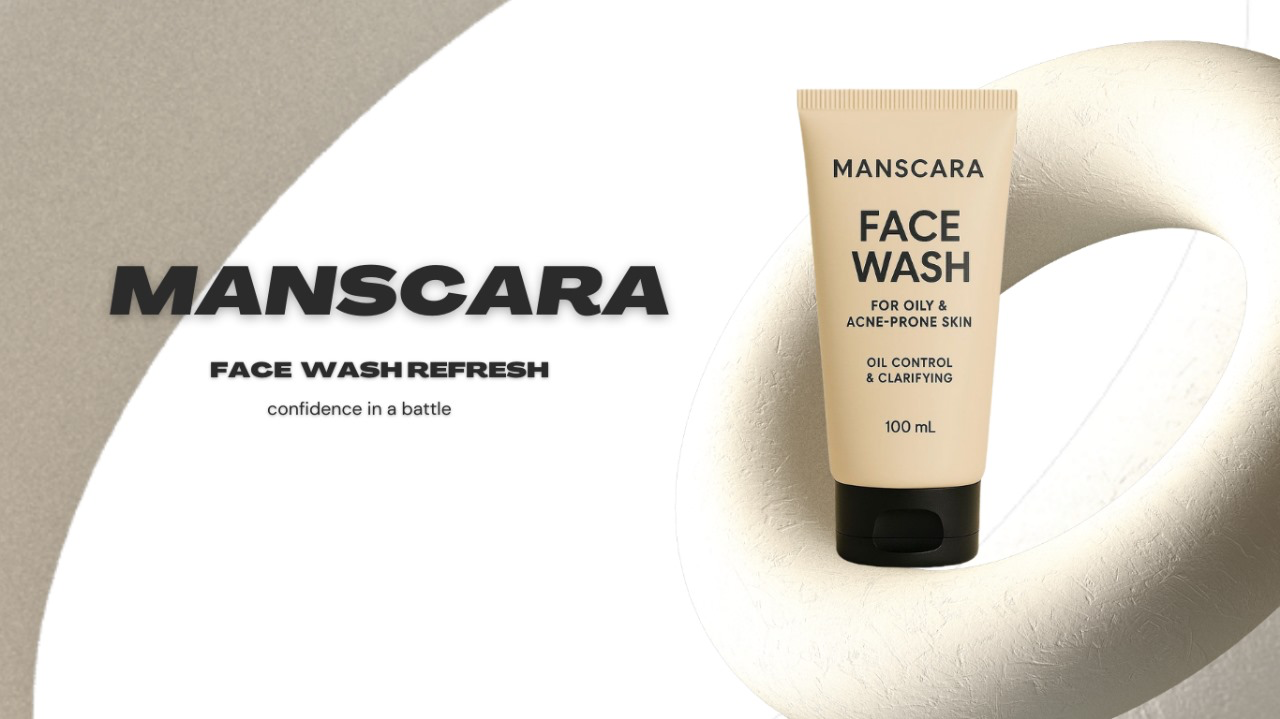 MANSCARA
FACE WASH REFRESH
confidence in a battle
MANSCARA
FACE
WASH
FOR OILY &
ACNE-PRONE SKIN
OIL CONTROL
& CLARIFYING
100 mL